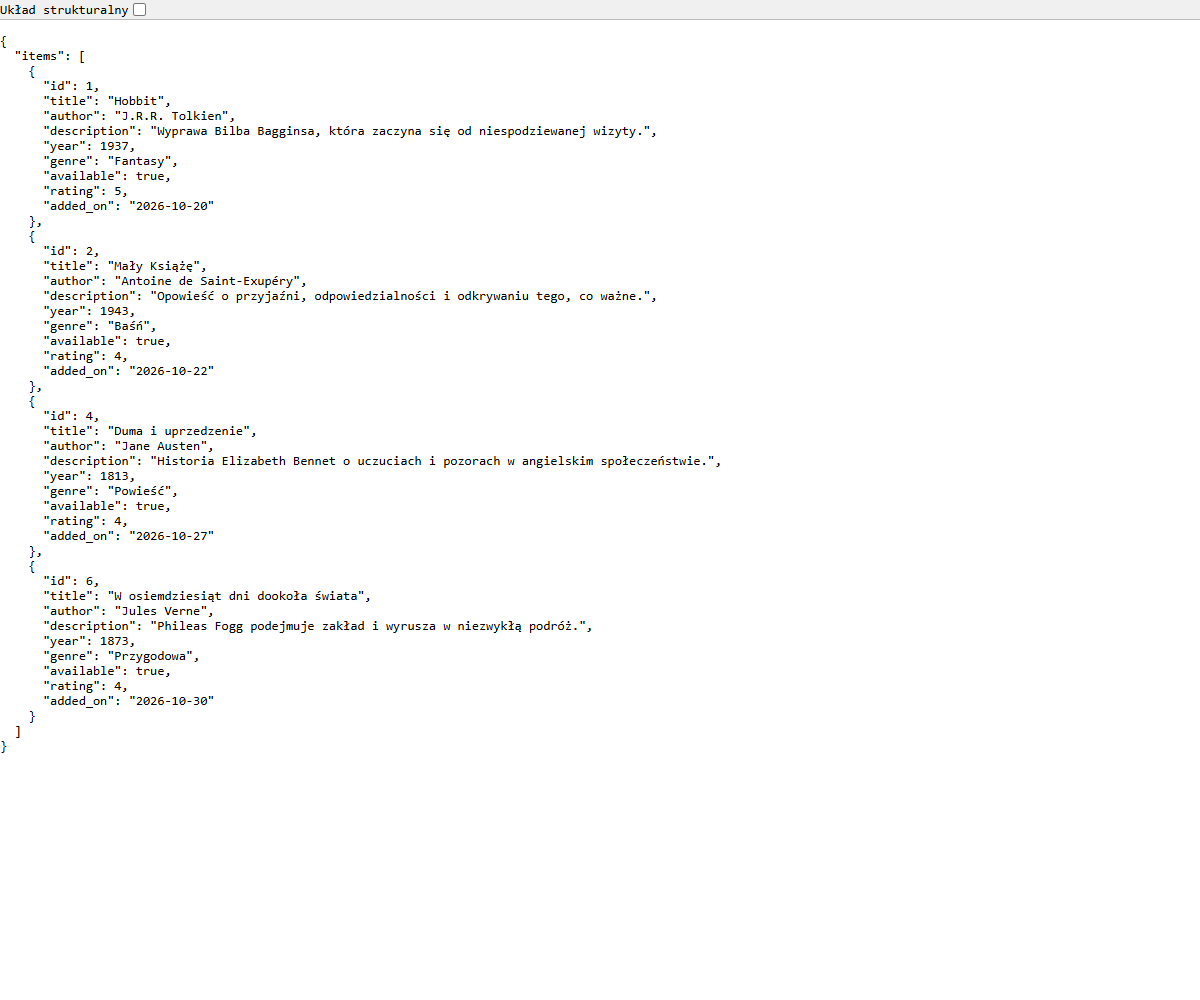 Układ strukturalny
{
  "items": [
    {
      "id": 1,
      "title": "Hobbit",
      "author": "J.R.R. Tolkien",
      "description": "Wyprawa Bilba Bagginsa, która zaczyna się od niespodziewanej wizyty.",
      "year": 1937,
      "genre": "Fantasy",
      "available": true,
      "rating": 5,
      "added_on": "2026-10-20"
    },
    {
      "id": 2,
      "title": "Mały Książę",
      "author": "Antoine de Saint-Exupéry",
      "description": "Opowieść o przyjaźni, odpowiedzialności i odkrywaniu tego, co ważne.",
      "year": 1943,
      "genre": "Baśń",
      "available": true,
      "rating": 4,
      "added_on": "2026-10-22"
    },
    {
      "id": 4,
      "title": "Duma i uprzedzenie",
      "author": "Jane Austen",
      "description": "Historia Elizabeth Bennet o uczuciach i pozorach w angielskim społeczeństwie.",
      "year": 1813,
      "genre": "Powieść",
      "available": true,
      "rating": 4,
      "added_on": "2026-10-27"
    },
    {
      "id": 6,
      "title": "W osiemdziesiąt dni dookoła świata",
      "author": "Jules Verne",
      "description": "Phileas Fogg podejmuje zakład i wyrusza w niezwykłą podróż.",
      "year": 1873,
      "genre": "Przygodowa",
      "available": true,
      "rating": 4,
      "added_on": "2026-10-30"
    }
  ]
}